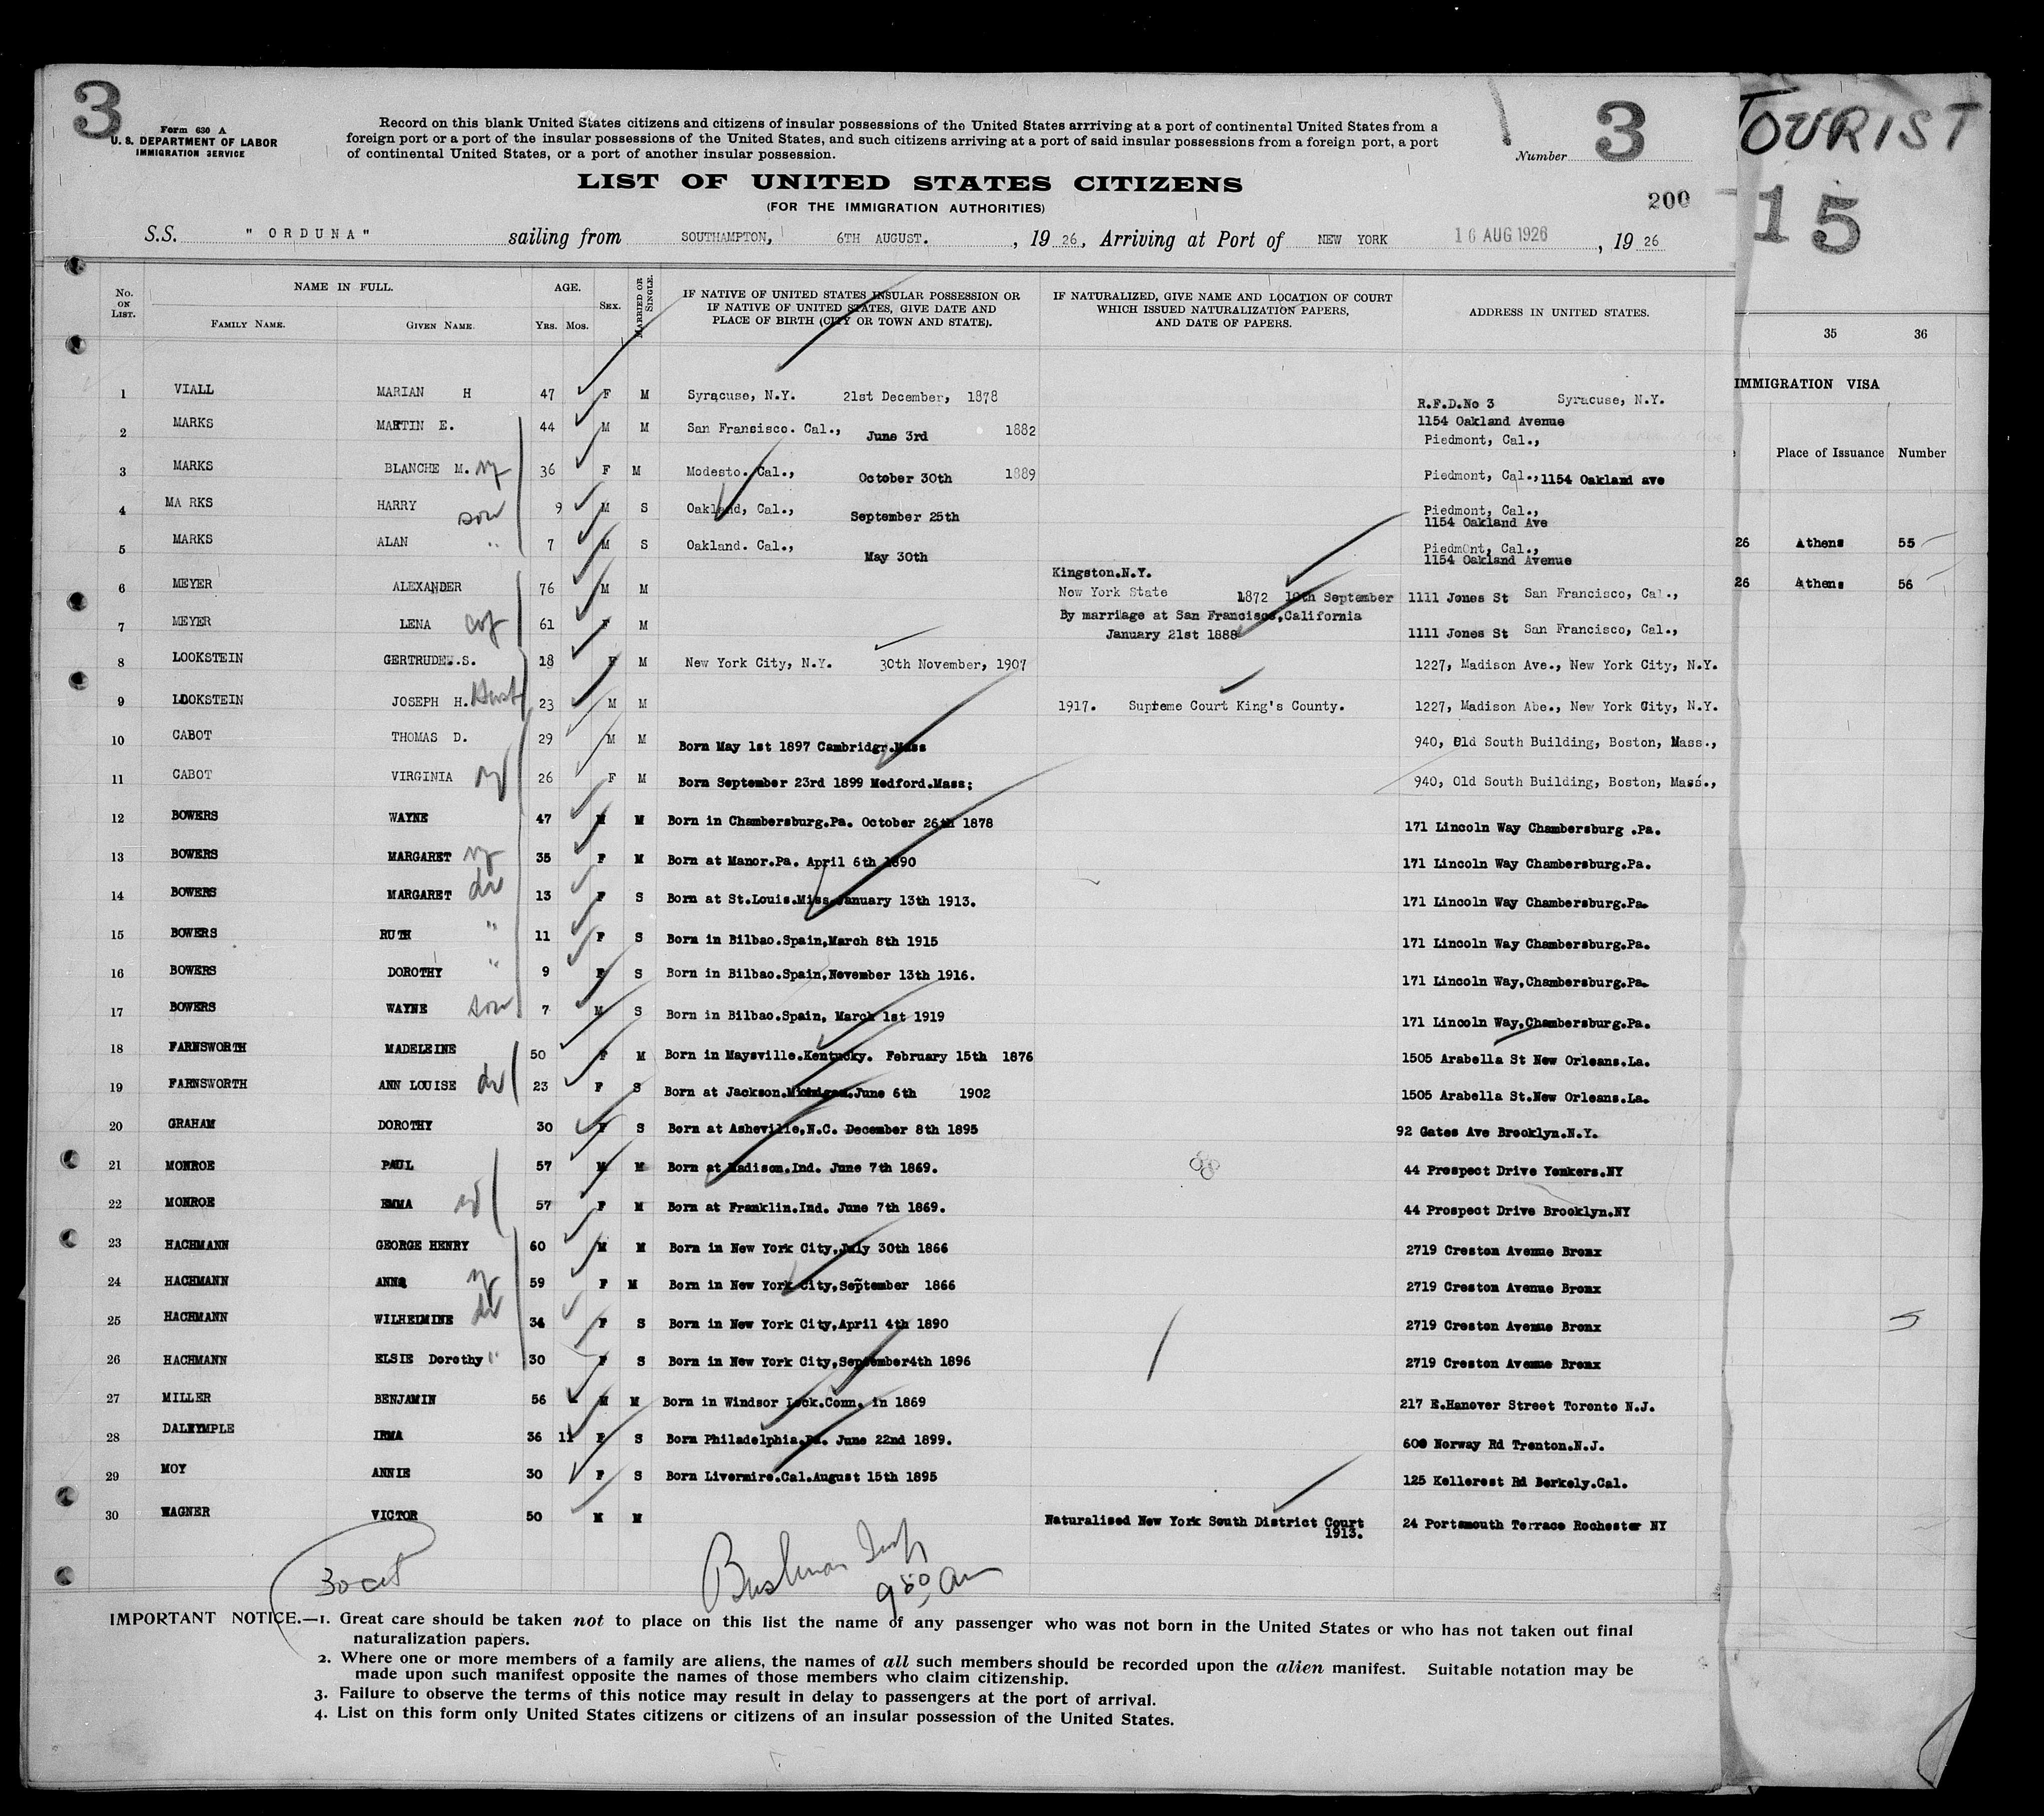 3
Form 630 A
U. S. DEPARTMENT OF LABOR
IMMIGRATION SERVICE
Record on this blank United States citizens and citizens of insular possessions of the United States arrriving at a port of continental United States from a
foreign port or a port of the insular possessions of the United States, and such citizens arriving at a port of said insular possessions from a foreign port, a port
of continental United States, or a port of another insular possession.
Number 3
TOURIST
LIST OF UNITED STATES CITIZENS
(FOR THE IMMIGRATION AUTHORITIES)
200
15
S.S. " ORDUNA" sailing from SOUTHAMPTON, 6TH AUGUST. , 19 26, Arriving at Port of NEW YORK 16 AUG 1926 , 19 26
No. ON LIST. NAME IN FULL. FAMILY NAME. GIVEN NAME. AGE. YRS. MOS. SEX. MARRIED OR SINGLE. IF NATIVE OF UNITED STATES INSULAR POSSESSION OR IF NATIVE OF UNITED STATES, GIVE DATE AND PLACE OF BIRTH (CITY OR TOWN AND STATE). IF NATURALIZED, GIVE NAME AND LOCATION OF COURT WHICH ISSUED NATURALIZATION PAPERS, AND DATE OF PAPERS. ADDRESS IN UNITED STATES.
35 36
IMMIGRATION VISA
Place of Issuance Number
26 Athens 55
26 Athens 56
1 VIALL MARIAN H 47 F M Syracuse, N.Y. 21st December, 1878 R.F.D.No 3 Syracuse, N.Y.
2 MARKS MARTIN E. 44 M M San Fransisco. Cal., June 3rd 1882 1154 Oakland Avenue Piedmont, Cal.,
3 MARKS BLANCHE M. 36 F M Modesto. Cal., October 30th 1889 Piedmont, Cal.,1154 Oakland ave
4 MA RKS HARRY son 9 M S Oakland, Cal., September 25th Piedmont, Cal., 1154 Oakland Ave
5 MARKS ALAN " 7 M S Oakland. Cal., May 30th Piedmont, Cal., 1154 Oakland Avenue
6 MEYER ALEXANDER 76 M M Kingston.N.Y. New York State 1872 10th September 1111 Jones St San Francisco, Cal.,
7 MEYER LENA 61 F M By marriage at San Francisco,California January 21st 1888 1111 Jones St San Francisco, Cal.,
8 LOOKSTEIN GERTRUDE.S. 18 F M New York City, N.Y. 30th November, 1907 1227, Madison Ave., New York City, N.Y.
9 LOOKSTEIN JOSEPH H. 23 M M 1917. Supreme Court King's County. 1227, Madison Abe., New York City, N.Y.
10 CABOT THOMAS D. 29 M M Born May 1st 1897 Cambridgr.Mass 940, Old South Building, Boston, Mass.,
11 CABOT VIRGINIA 26 F M Born September 23rd 1899 Medford.Mass; 940, Old South Building, Boston, Mass.,
12 BOWERS WAYNE 47 M M Born in Chambersburg.Pa. October 26th 1878 171 Lincoln Way Chambersburg .Pa.
13 BOWERS MARGARET 35 F M Born at Manor.Pa. April 6th 1890 171 Lincoln Way Chambersburg.Pa.
14 BOWERS MARGARET 13 F S Born at St.Louis.Miss.January 13th 1913. 171 Lincoln Way Chambersburg.Pa.
15 BOWERS RUTH " 11 F S Born in Bilbao.Spain,March 8th 1915 171 Lincoln Way Chambersburg.Pa.
16 BOWERS DOROTHY " 9 F S Born in Bilbao.Spain,November 13th 1916. 171 Lincoln Way,Chambersburg.Pa.
17 BOWERS WAYNE son 7 M S Born in Bilbao.Spain, March 1st 1919 171 Lincoln Way,Chambersburg.Pa.
18 FARNSWORTH MADELEINE 50 F M Born in Maysville.Kentucky. February 15th 1876 1505 Arabella St New Orleans.La.
19 FARNSWORTH ANN LOUISE 23 F S Born at Jackson.Michigan.June 6th 1902 1505 Arabella St.New Orleans.La.
20 GRAHAM DOROTHY 30 F S Born at Asheville,N.C. December 8th 1895 92 Gates Ave Brooklyn.N.Y.
21 MONROE PAUL 57 M M Born at Madison.Ind. June 7th 1869. 44 Prospect Drive Yonkers.NY
22 MONROE EMMA 57 F M Born at Franklin.Ind. June 7th 1869. 44 Prospect Drive Brooklyn.NY
23 HACHMANN GEORGE HENRY 60 M M Born in New York City,July 30th 1866 2719 Creston Avenue Bronx
24 HACHMANN ANNA 59 F M Born in New York City,September 1866 2719 Creston Avenue Bronx
25 HACHMANN WILHELMINE 34 F S Born in New York City,April 4th 1890 2719 Creston Avenue Bronx
26 HACHMANN ELSIE Dorothy " 30 F S Born in New York City,September4th 1896 2719 Creston Avenue Bronx
27 MILLER BENJAMIN 56 M M Born in Windsor Lock.Conn. in 1869 217 E.Hanover Street Toronto N.J.
28 DALRYMPLE IRMA 36 11 F S Born Philadelphia.Pa. June 22nd 1899. 600 Norway Rd Trenton.N.J.
29 MOY ANNIE 30 F S Born Livermire.Cal.August 15th 1895 125 Kellerest Rd Berkely.Cal.
30 WAGNER VICTOR 50 M M Naturalised New York South District Court 1913. 24 Portsmouth Terrace Rochester NY
30 cit
9 50 am
IMPORTANT NOTICE.—1. Great care should be taken not to place on this list the name of any passenger who was not born in the United States or who has not taken out final
naturalization papers.
2. Where one or more members of a family are aliens, the names of all such members should be recorded upon the alien manifest. Suitable notation may be
made upon such manifest opposite the names of those members who claim citizenship.
3. Failure to observe the terms of this notice may result in delay to passengers at the port of arrival.
4. List on this form only United States citizens or citizens of an insular possession of the United States.